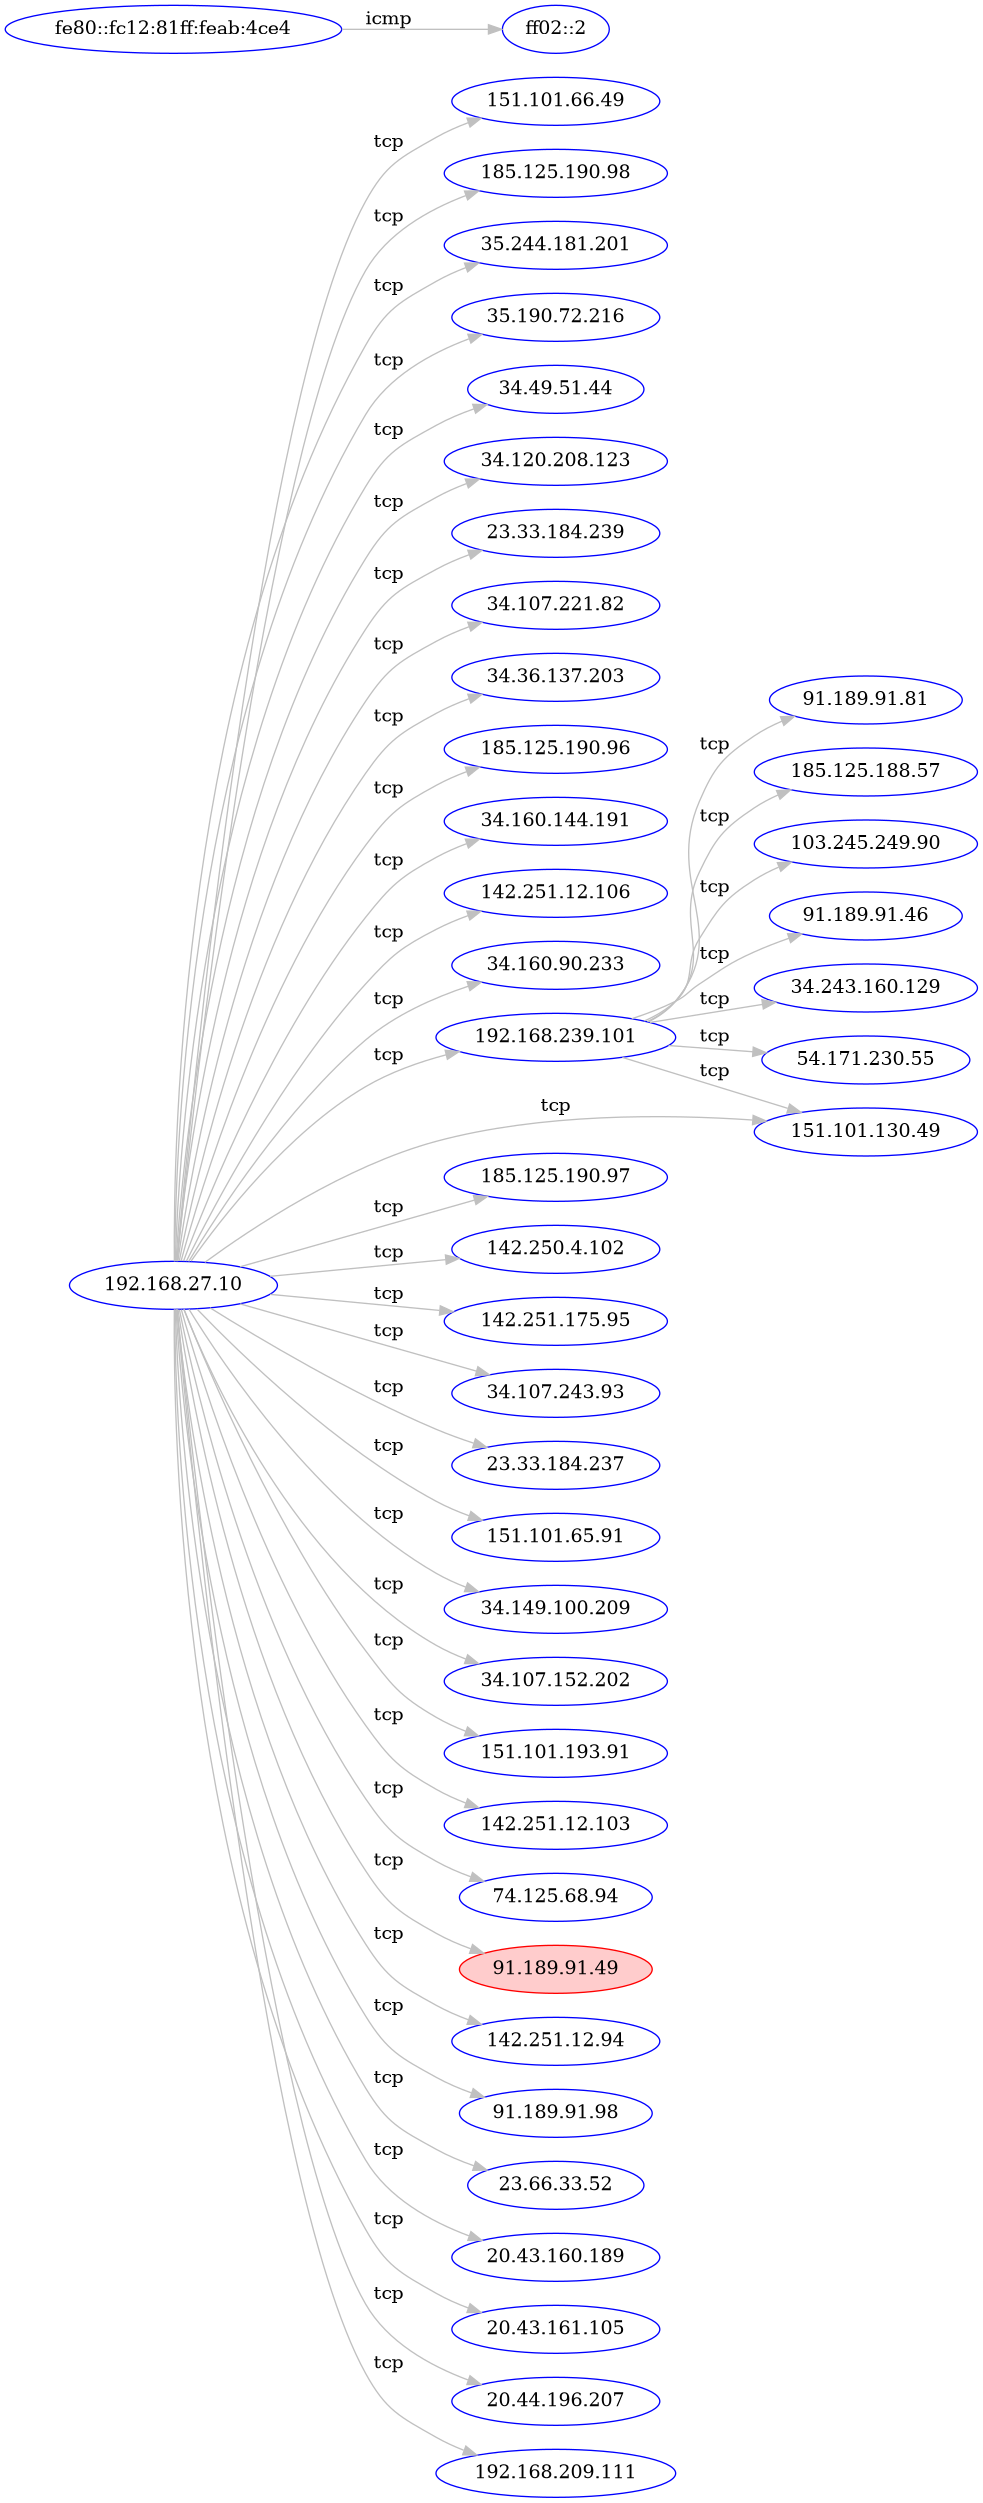 fe80::fc12:81ff:feab:4ce4
icmp
ff02::2
tcp
151.101.66.49
tcp
185.125.190.98
tcp
35.244.181.201
tcp
35.190.72.216
tcp
34.49.51.44
tcp
34.120.208.123
tcp
23.33.184.239
tcp
34.107.221.82
tcp
34.36.137.203
tcp
91.189.91.81
tcp
185.125.190.96
tcp
185.125.188.57
tcp
34.160.144.191
tcp
103.245.249.90
tcp
142.251.12.106
tcp
91.189.91.46
tcp
34.160.90.233
tcp
34.243.160.129
tcp
192.168.239.101
tcp
54.171.230.55
tcp
tcp
151.101.130.49
tcp
185.125.190.97
192.168.27.10
tcp
142.250.4.102
tcp
142.251.175.95
tcp
34.107.243.93
tcp
23.33.184.237
tcp
151.101.65.91
tcp
34.149.100.209
tcp
34.107.152.202
tcp
151.101.193.91
tcp
142.251.12.103
tcp
74.125.68.94
tcp
91.189.91.49
tcp
142.251.12.94
tcp
91.189.91.98
tcp
23.66.33.52
tcp
20.43.160.189
tcp
20.43.161.105
tcp
20.44.196.207
tcp
192.168.209.111